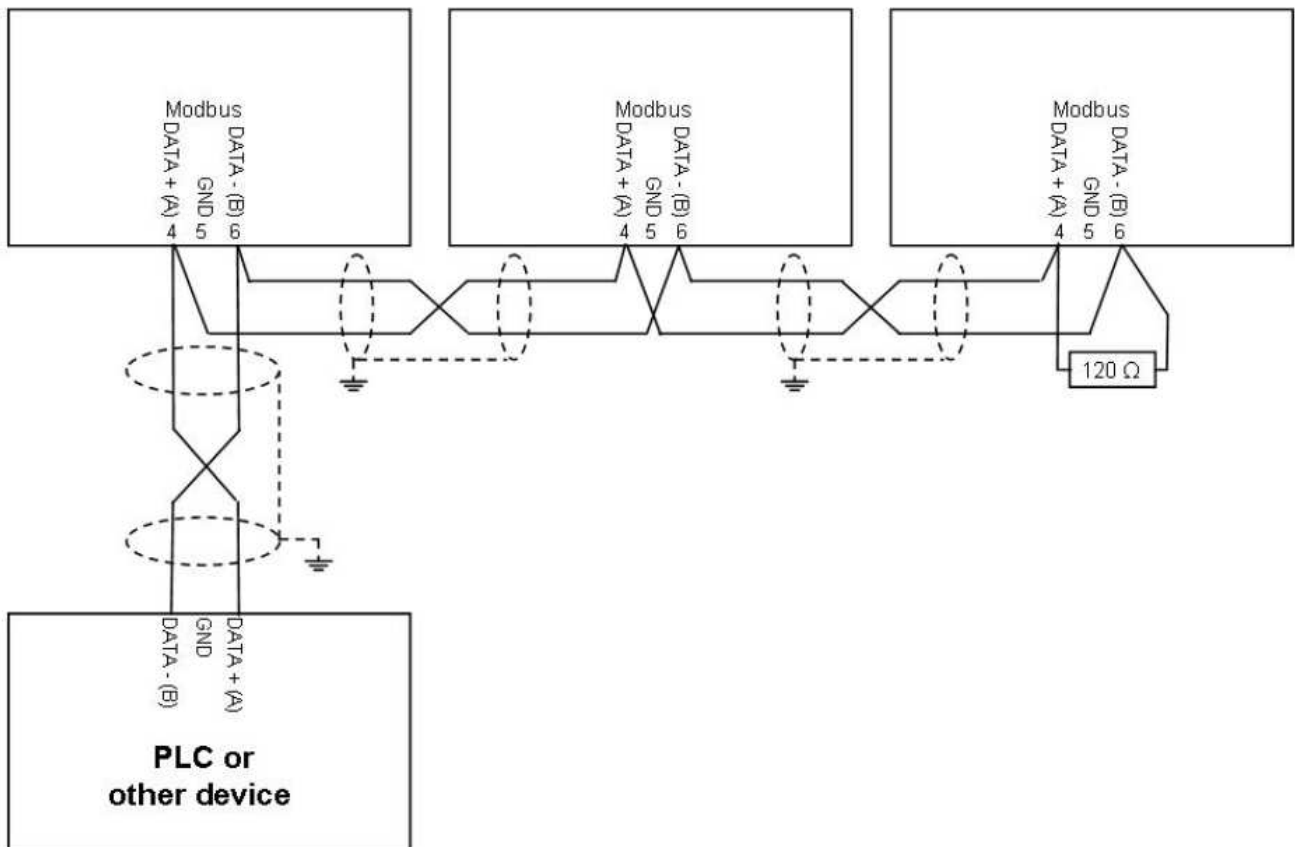 Modbus
DATA + (A)
GND
DATA - (B)
4 5 6
Modbus
DATA + (A)
GND
DATA - (B)
4 5 6
Modbus
DATA + (A)
GND
DATA - (B)
4 5 6
120 Ω
DATA - (B)
GND
DATA + (A)
PLC or
other device